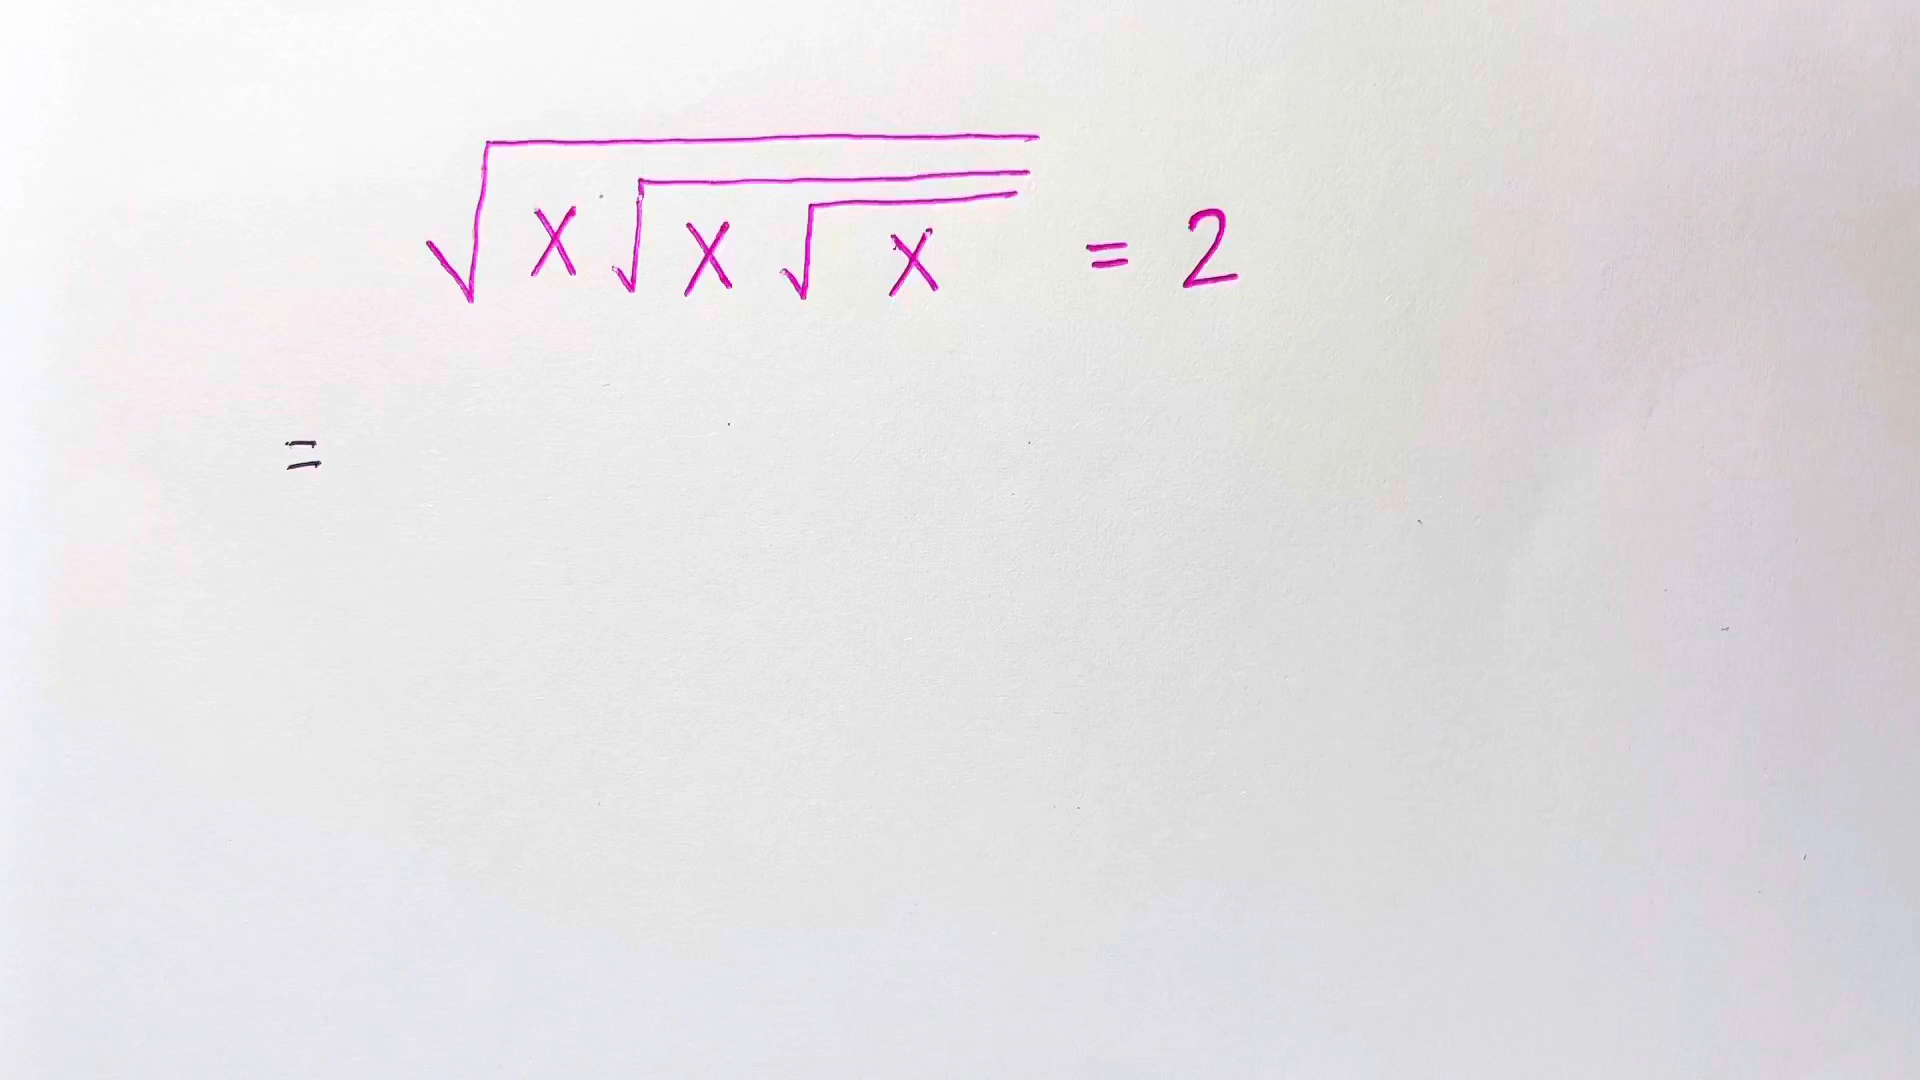 √(x√(x√x)) = 2
=